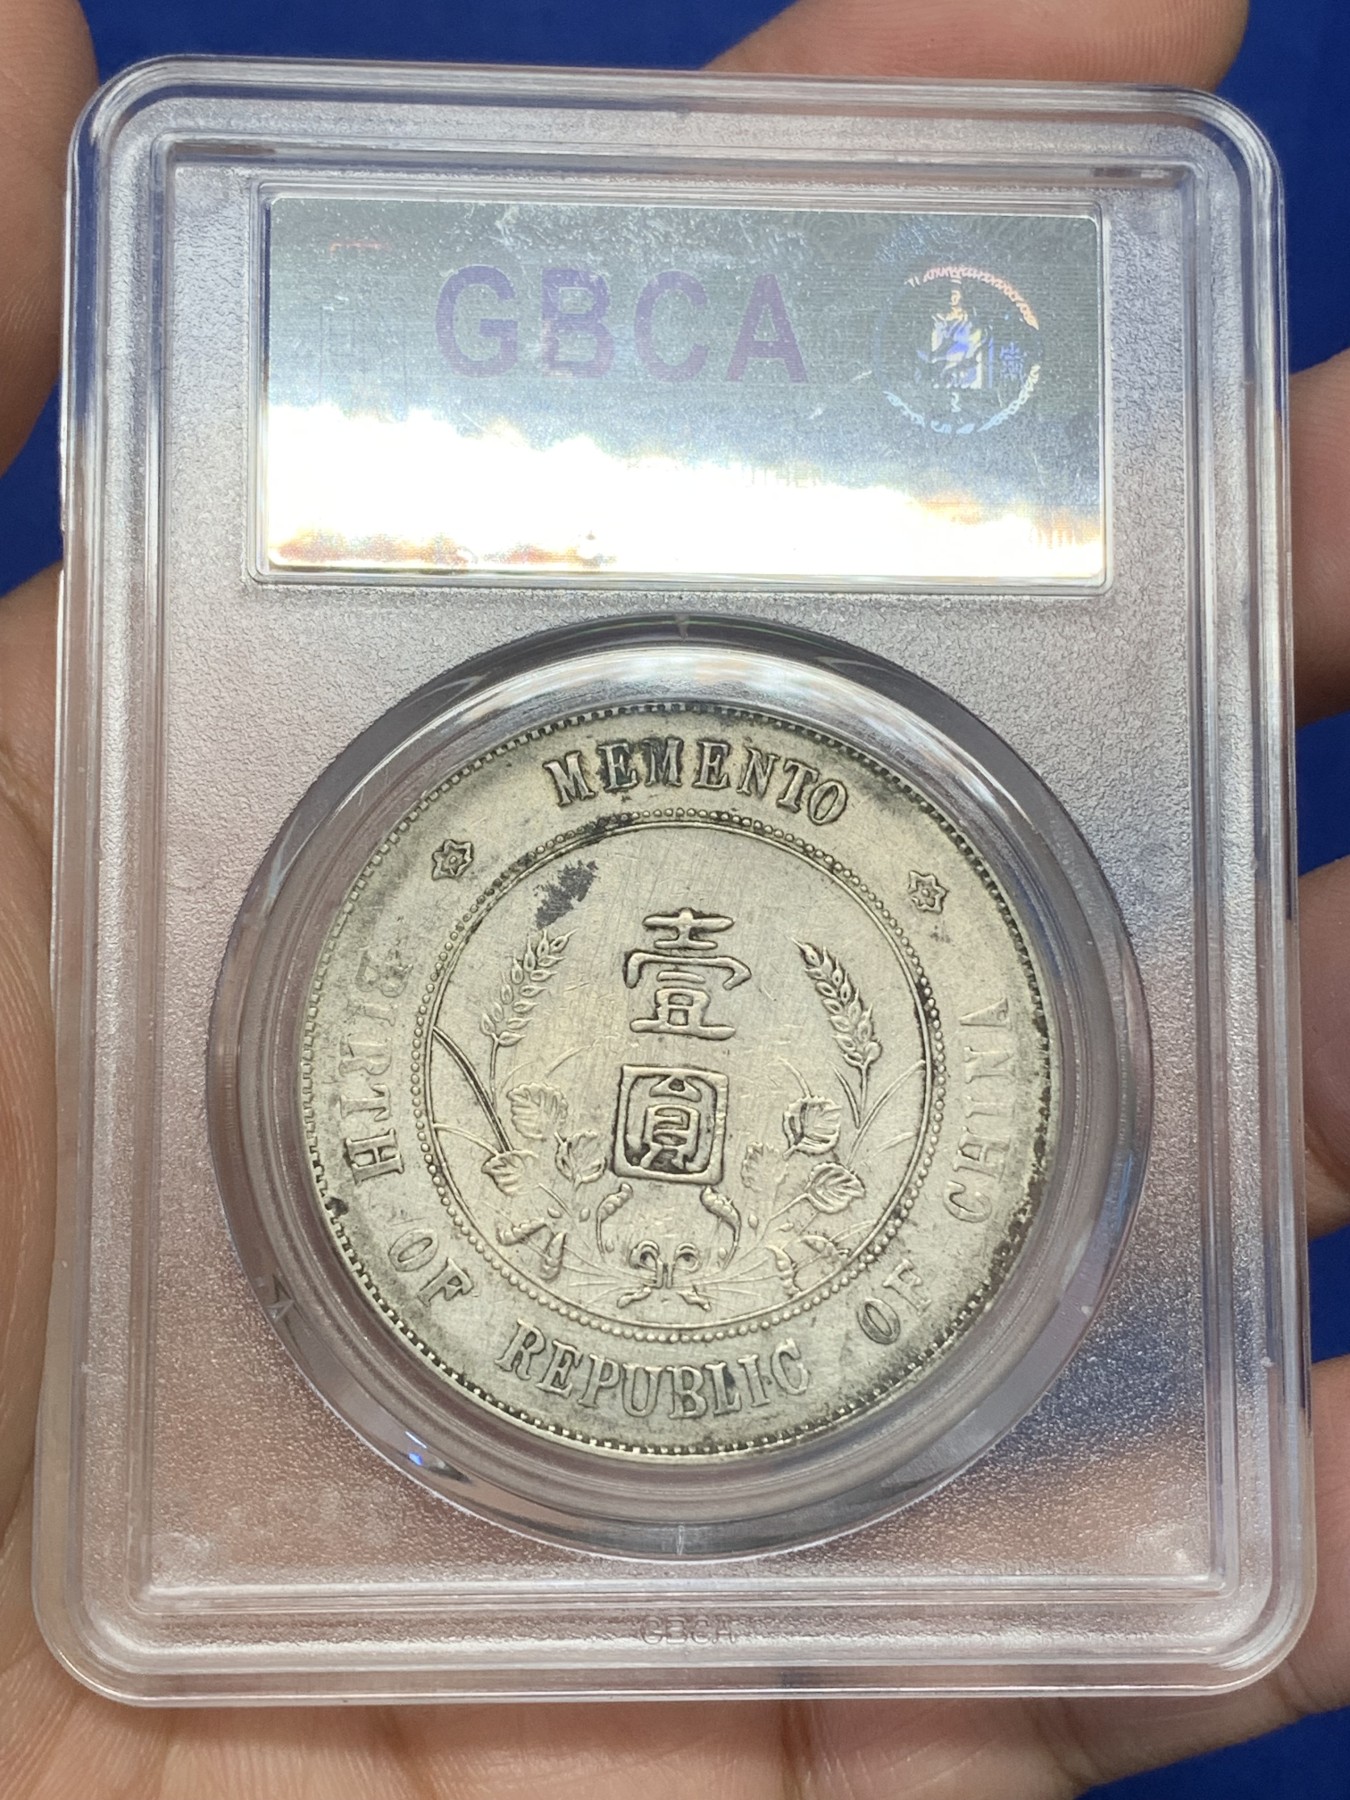 GBCA
MEMENTO
BIRTH OF REPUBLIC OF CHINA
壹
圓
GBCA